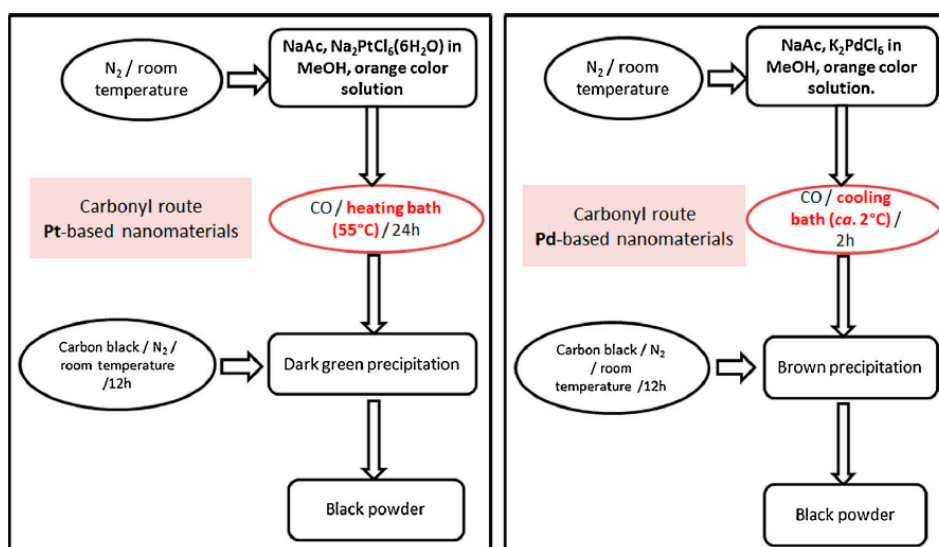 N₂ / room
temperature
NaAc, Na₂PtCl₆(6H₂O) in
MeOH, orange color
solution
Carbonyl route
Pt-based nanomaterials
CO / heating bath
(55°C) / 24h
Carbon black / N₂ /
room temperature
/12h
Dark green precipitation
Black powder
N₂ / room
temperature
NaAc, K₂PdCl₆ in
MeOH, orange color
solution.
Carbonyl route
Pd-based nanomaterials
CO / cooling
bath (ca. 2°C) /
2h
Carbon black / N₂
/ room
temperature /12h
Brown precipitation
Black powder